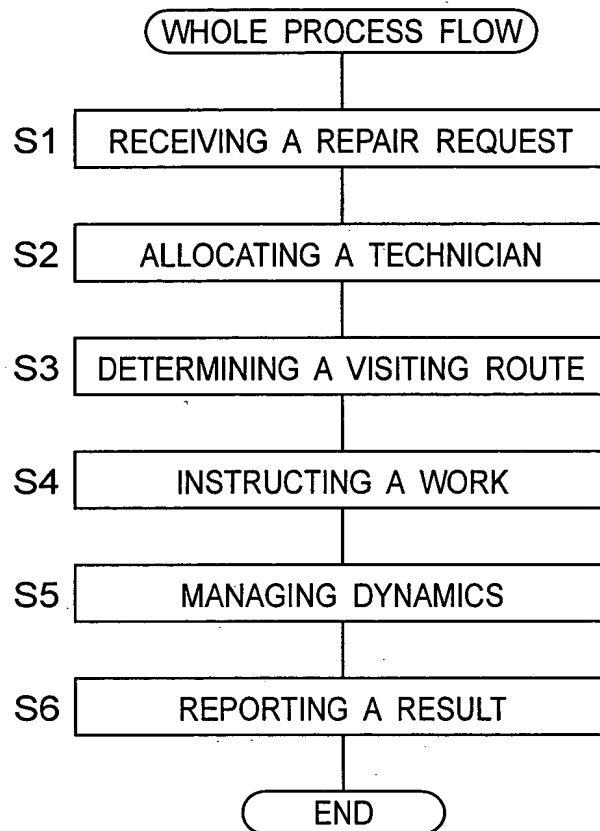 WHOLE PROCESS FLOW
S1 RECEIVING A REPAIR REQUEST
S2 ALLOCATING A TECHNICIAN
S3 DETERMINING A VISITING ROUTE
S4 INSTRUCTING A WORK
S5 MANAGING DYNAMICS
S6 REPORTING A RESULT
END